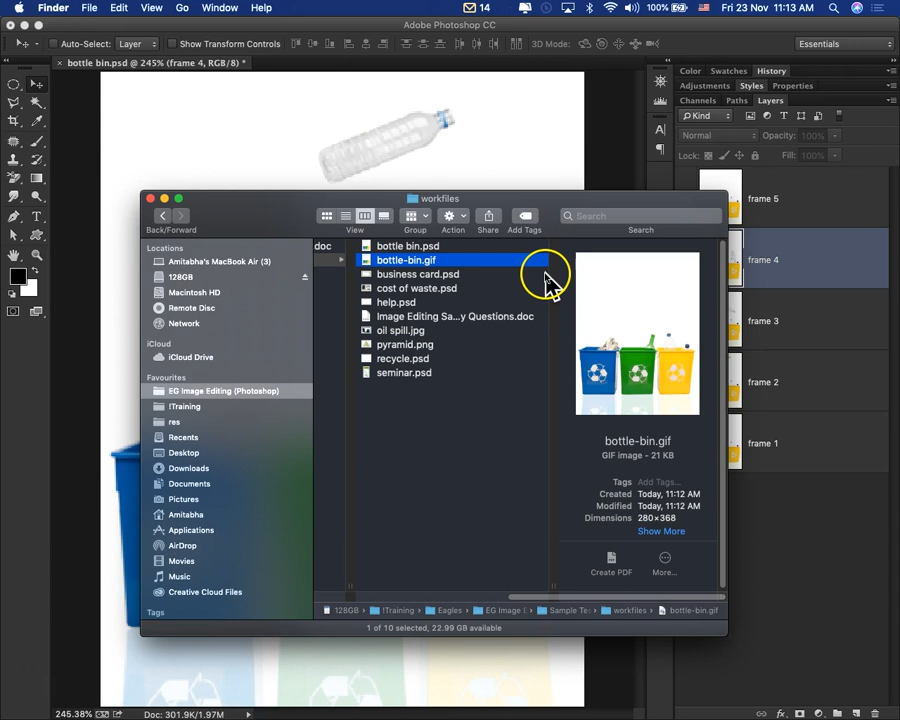 Finder File Edit View Go Window Help 14 100% Fri 23 Nov 11:13 AM
Adobe Photoshop CC
Auto-Select: Layer Show Transform Controls 3D Mode: Essentials
× bottle bin.psd @ 245% (frame 4, RGB/8) *
Color Swatches History
Adjustments Styles Properties
Channels Paths Layers
Kind
Normal Opacity: 100%
Lock: Fill: 100%
frame 5
frame 4
frame 3
frame 2
frame 1
workfiles
Search
Back/Forward View Group Action Share Add Tags Search
Locations
Amitabha's MacBook Air (3)
128GB
Macintosh HD
Remote Disc
Network
iCloud
iCloud Drive
Favourites
EG Image Editing (Photoshop)
!Training
res
Recents
Desktop
Downloads
Documents
Pictures
Amitabha
Applications
AirDrop
Movies
Music
Creative Cloud Files
Tags
doc
bottle bin.psd
bottle-bin.gif
business card.psd
cost of waste.psd
help.psd
Image Editing Sa...y Questions.doc
oil spill.jpg
pyramid.png
recycle.psd
seminar.psd
bottle-bin.gif
GIF image - 21 KB
Tags Add Tags...
Created Today, 11:12 AM
Modified Today, 11:12 AM
Dimensions 280×368
Show More
Create PDF More...
128GB › !Training › Eagles › EG Image E › Sample Te › workfiles › bottle-bin.gif
1 of 10 selected, 22.99 GB available
245.38% Doc: 301.9K/1.97M